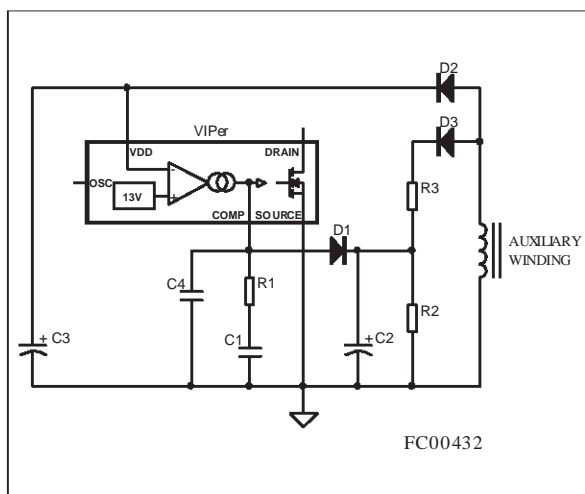 D2
D3
VIPer
VDD
DRAIN
OSC
-
13V
+
COMP SOURCE
R3
D1
AUXILIARY
WINDING
C4
R1
R2
+ C3
C1
+
C2
FC00432